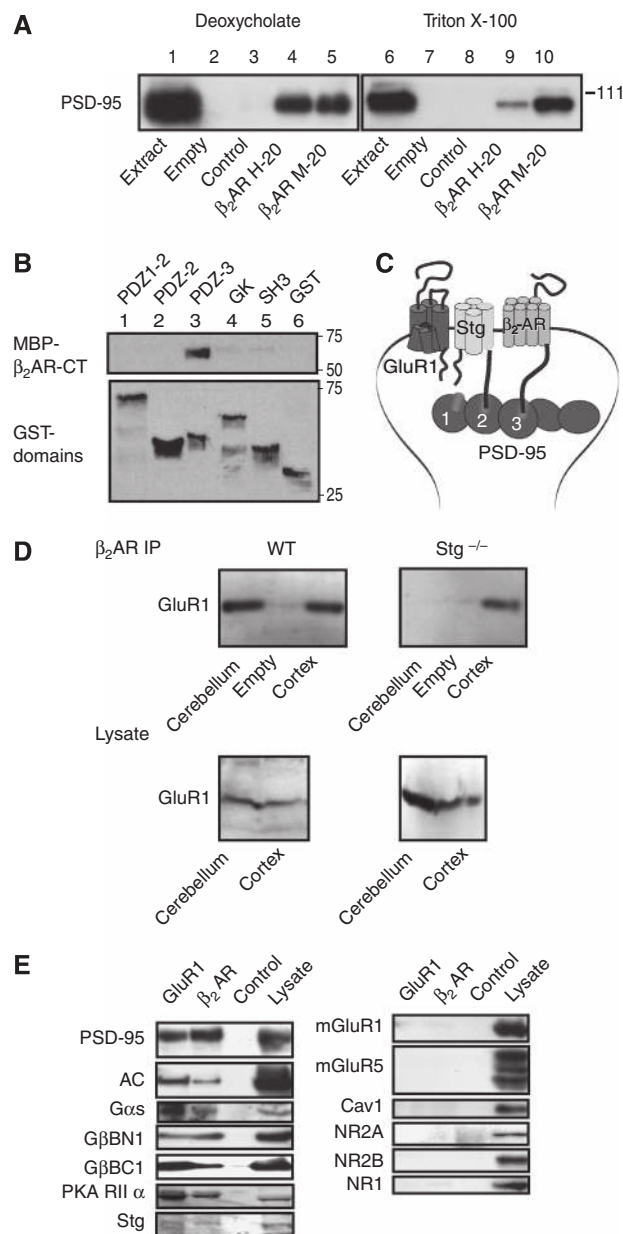 A
Deoxycholate Triton X-100
1 2 3 4 5 6 7 8 9 10
PSD-95
111
Extract Empty Control β2AR H-20 β2AR M-20 Extract Empty Control β2AR H-20 β2AR M-20
B
PDZ1-2 PDZ-2 PDZ-3 GK SH3 GST
1 2 3 4 5 6
MBP-
β2AR-CT
75
50
GST-
domains
75
25
C
Stg β2-AR
GluR1
1 2 3
PSD-95
D
β2AR IP WT Stg –/–
GluR1
Cerebellum Empty Cortex Cerebellum Empty Cortex
Lysate
GluR1
Cerebellum Cortex Cerebellum Cortex
E
GluR1 β2 AR Control Lysate
PSD-95
AC
Gαs
GβBN1
GβBC1
PKA RII α
Stg
GluR1 β2 AR Control Lysate
mGluR1
mGluR5
Cav1
NR2A
NR2B
NR1